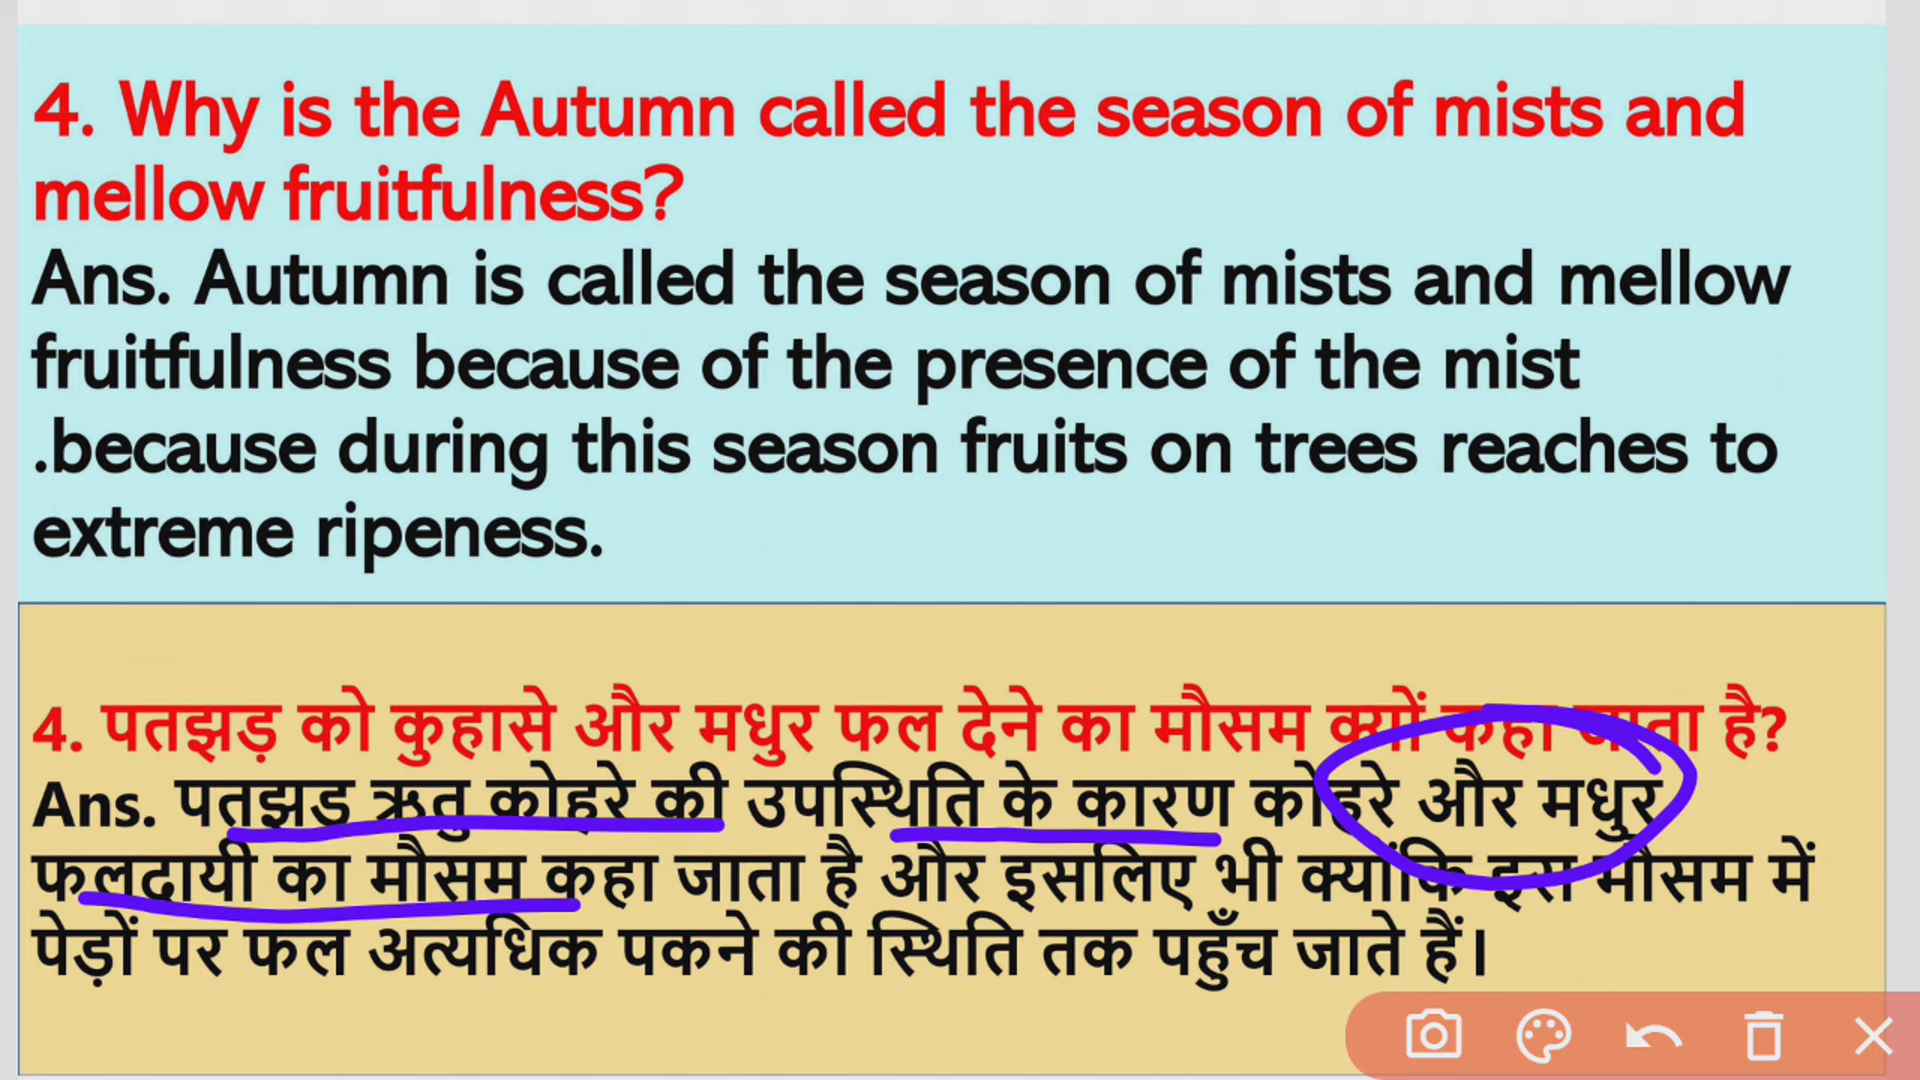 4. Why is the Autumn called the season of mists and
mellow fruitfulness?
Ans. Autumn is called the season of mists and mellow
fruitfulness because of the presence of the mist
.because during this season fruits on trees reaches to
extreme ripeness.
4. पतझड़ को कुहासे और मधुर फल देने का मौसम क्यों कहा जाता है?
Ans. पतझड ऋतु कोहरे की उपस्थिति के कारण कोहरे और मधुर
फलदायी का मौसम कहा जाता है और इसलिए भी क्योंकि इस मौसम में
पेड़ों पर फल अत्यधिक पकने की स्थिति तक पहुँच जाते हैं।